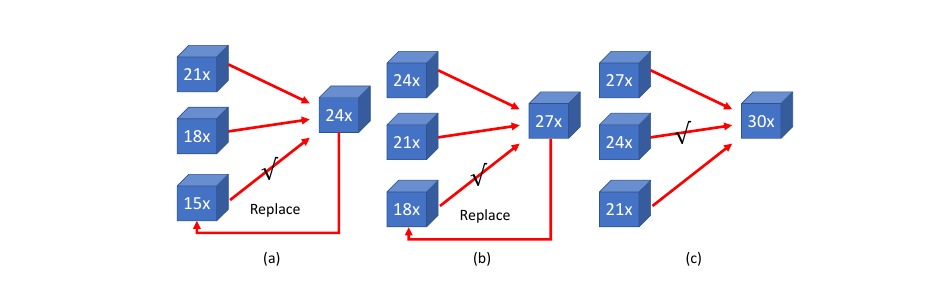 21x
18x
15x
24x
√
Replace
(a)
24x
21x
18x
27x
√
Replace
(b)
27x
24x
21x
30x
√
(c)